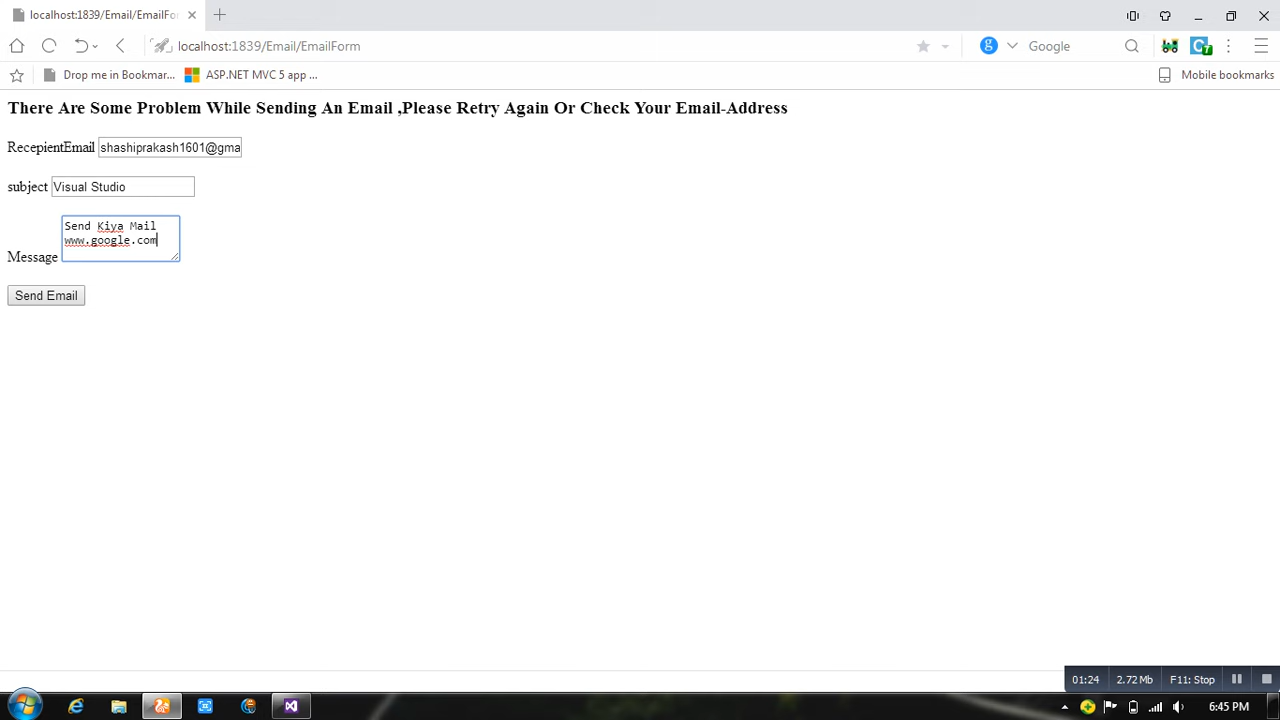 localhost:1839/Email/EmailFo
localhost:1839/Email/EmailForm
Google
Drop me in Bookmar...
ASP.NET MVC 5 app ...
Mobile bookmarks
There Are Some Problem While Sending An Email ,Please Retry Again Or Check Your Email-Address
RecepientEmail shashiprakash1601@gma
subject Visual Studio
Send Kiya Mail
www.google.com
Message
Send Email
01:24 2.72 Mb F11: Stop
6:45 PM